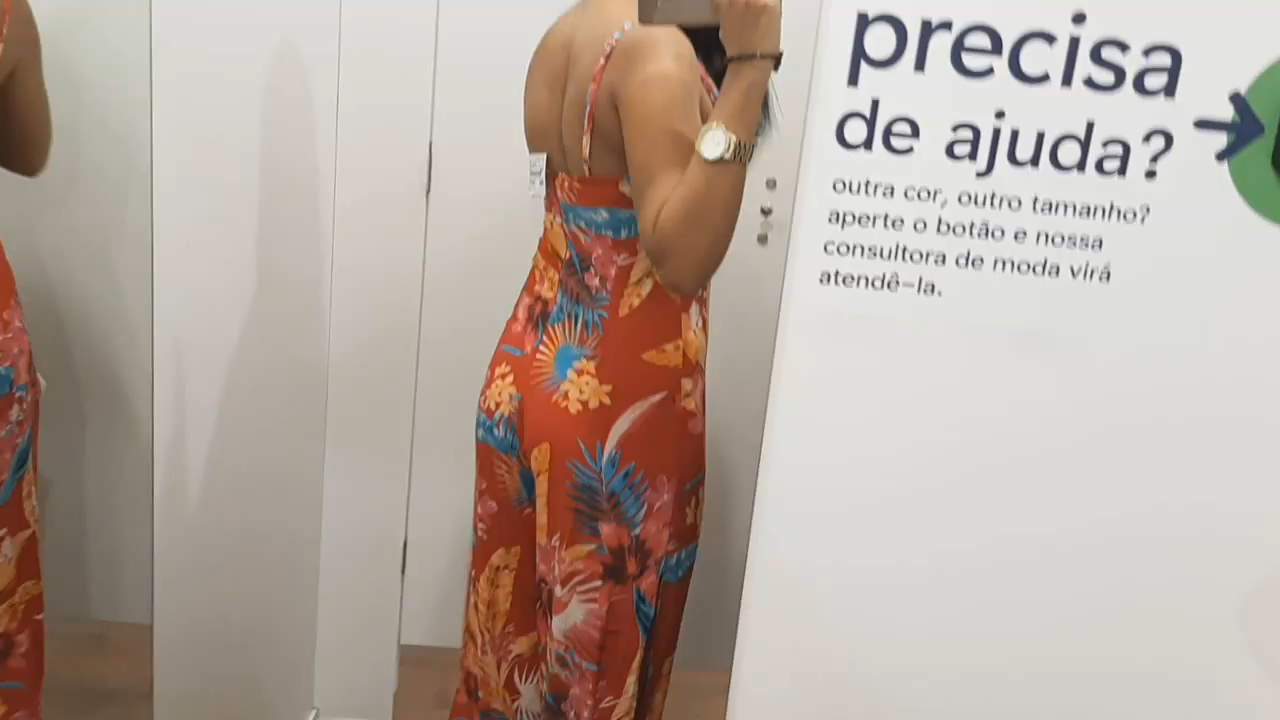 precisa
de ajuda?
outra cor, outro tamanho?
aperte o botão e nossa
consultora de moda virá
atendê-la.